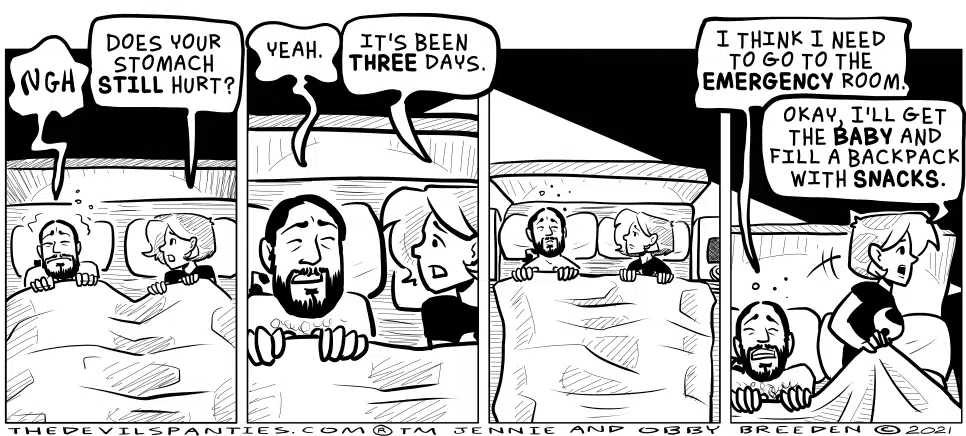 NGH
DOES YOUR
STOMACH
STILL HURT?
YEAH.
IT'S BEEN
THREE DAYS.
I THINK I NEED
TO GO TO THE
EMERGENCY ROOM.
OKAY, I'LL GET
THE BABY AND
FILL A BACKPACK
WITH SNACKS.
THEDEVILSPANTIES.COM ® TM JENNIE AND OBBY BREEDEN © 2021